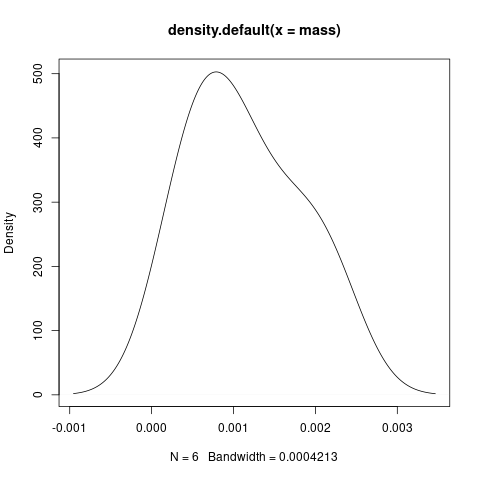 density.default(x = mass)
Density
500
400
300
200
100
0
-0.001 0.000 0.001 0.002 0.003
N = 6 Bandwidth = 0.0004213